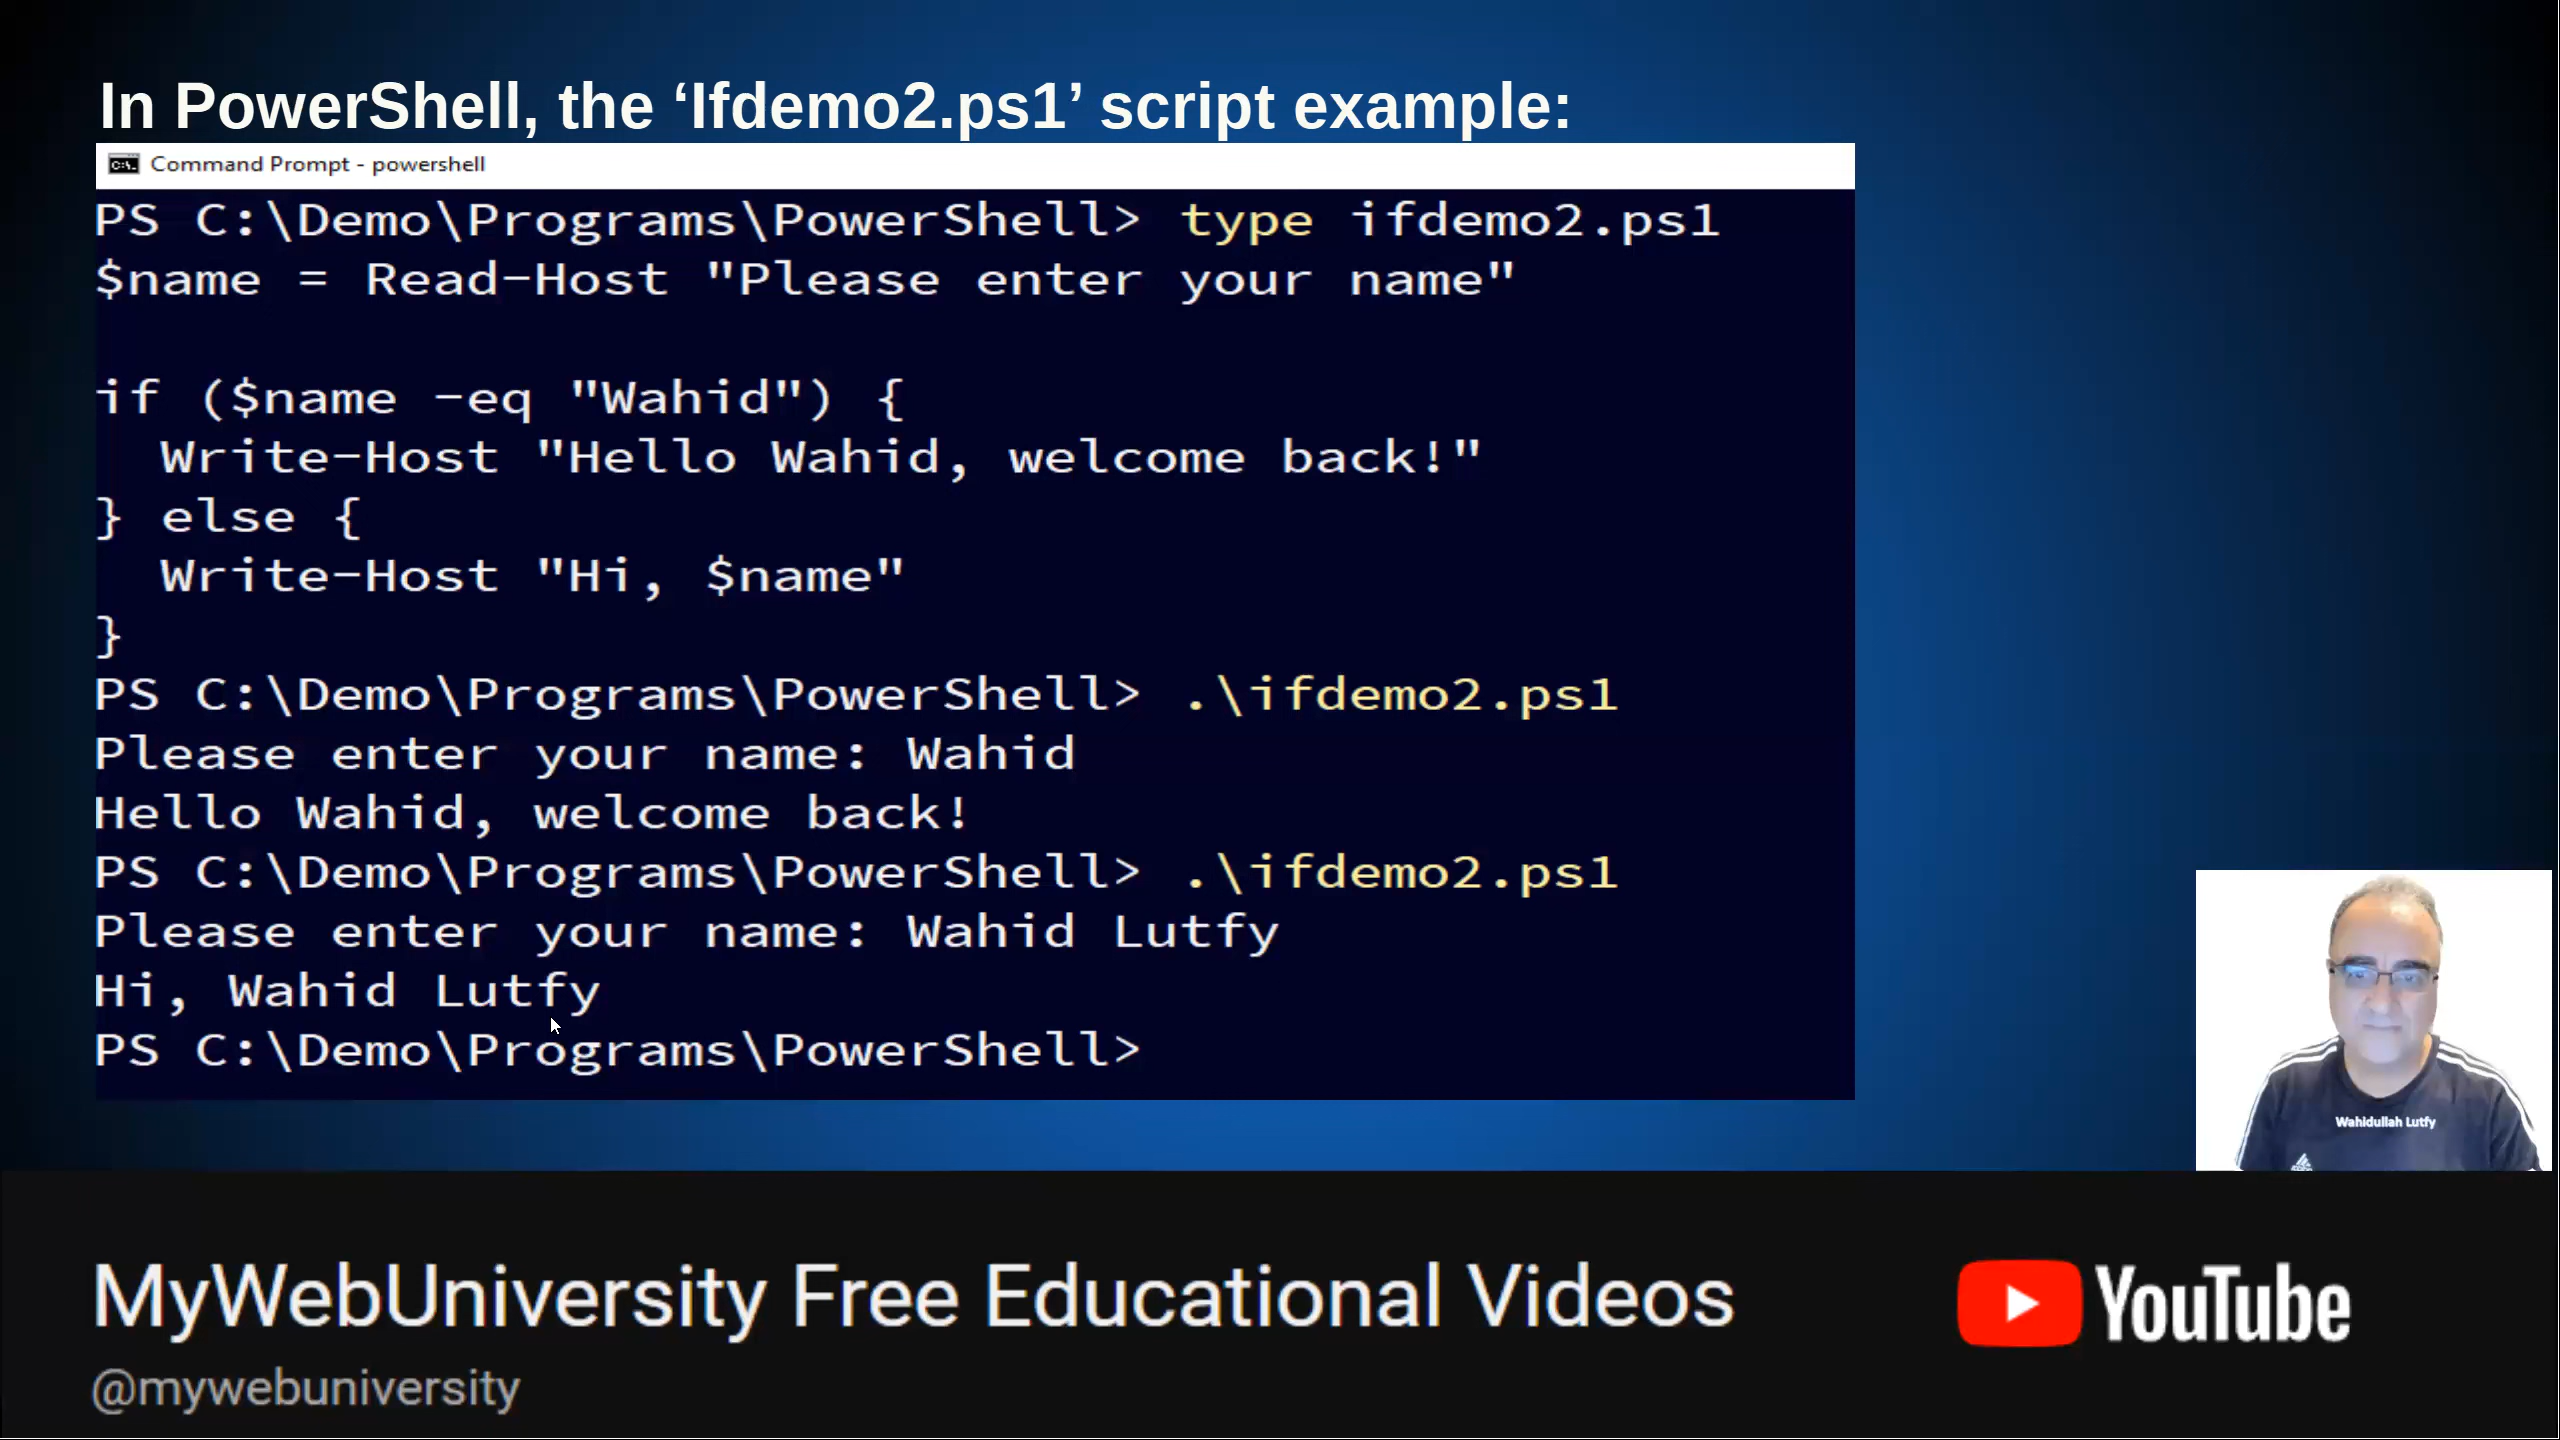 In PowerShell, the ‘Ifdemo2.ps1’ script example:
Command Prompt - powershell
PS C:\Demo\Programs\PowerShell> type ifdemo2.ps1
$name = Read-Host "Please enter your name"
if ($name -eq "Wahid") {
  Write-Host "Hello Wahid, welcome back!"
} else {
  Write-Host "Hi, $name"
}
PS C:\Demo\Programs\PowerShell> .\ifdemo2.ps1
Please enter your name: Wahid
Hello Wahid, welcome back!
PS C:\Demo\Programs\PowerShell> .\ifdemo2.ps1
Please enter your name: Wahid Lutfy
Hi, Wahid Lutfy
PS C:\Demo\Programs\PowerShell>
Wahidullah Lutfy
MyWebUniversity Free Educational Videos
YouTube
@mywebuniversity